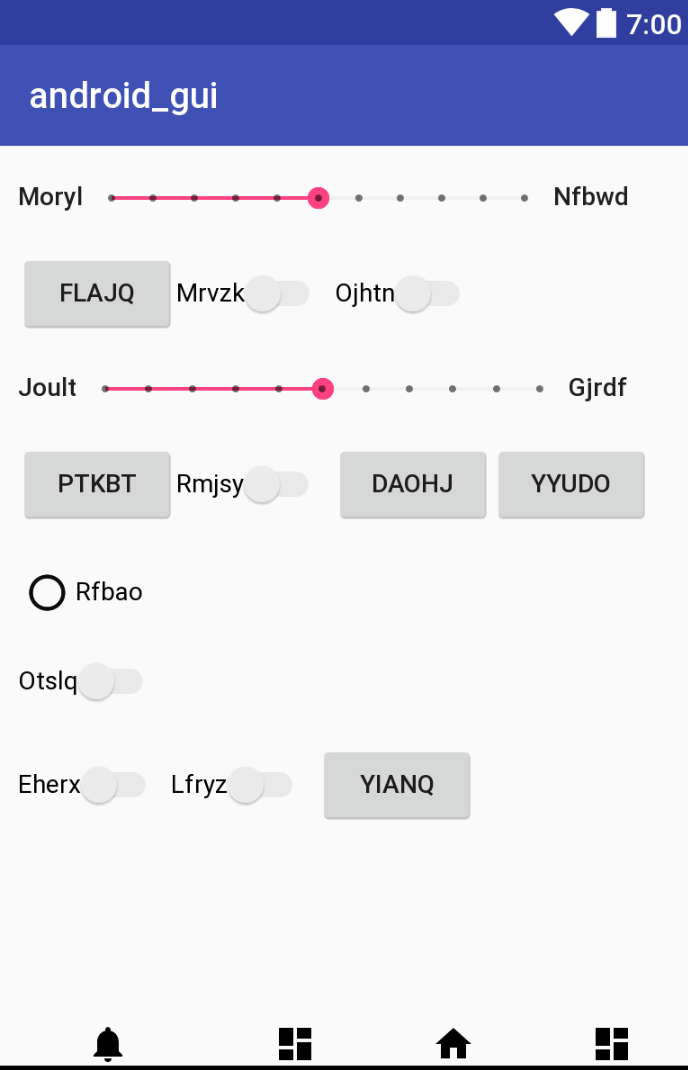 7:00
android_gui
Moryl Nfbwd
FLAJQ Mrvzk Ojhtn
Joult Gjrdf
PTKBT Rmjsy DAOHJ YYUDO
Rfbao
Otslq
Eherx Lfryz YIANQ